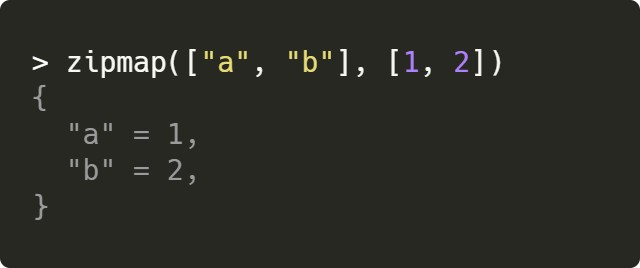 > zipmap(["a", "b"], [1, 2])
{
  "a" = 1,
  "b" = 2,
}